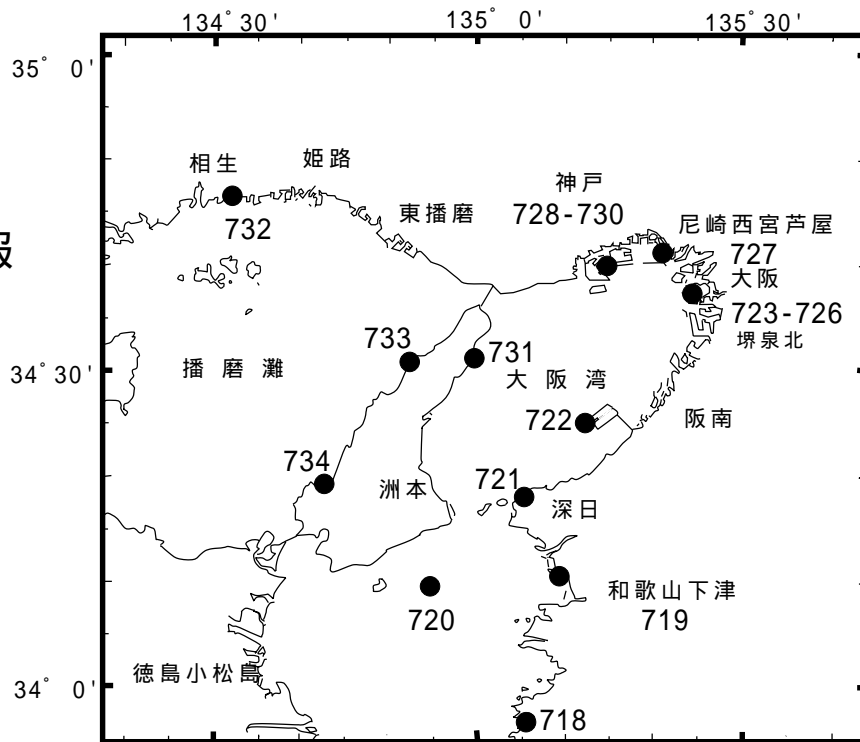 134° 30'
135° 0'
135° 30'
35° 0'
相生
姫路
神戸
東播磨
728-730
尼崎西宮芦屋
732
報
727
大阪
723-726
733
731
堺泉北
34° 30'
播磨灘
大阪湾
722
阪南
734
洲本
721
深日
和歌山下津
720
719
徳島小松島
34° 0'
718